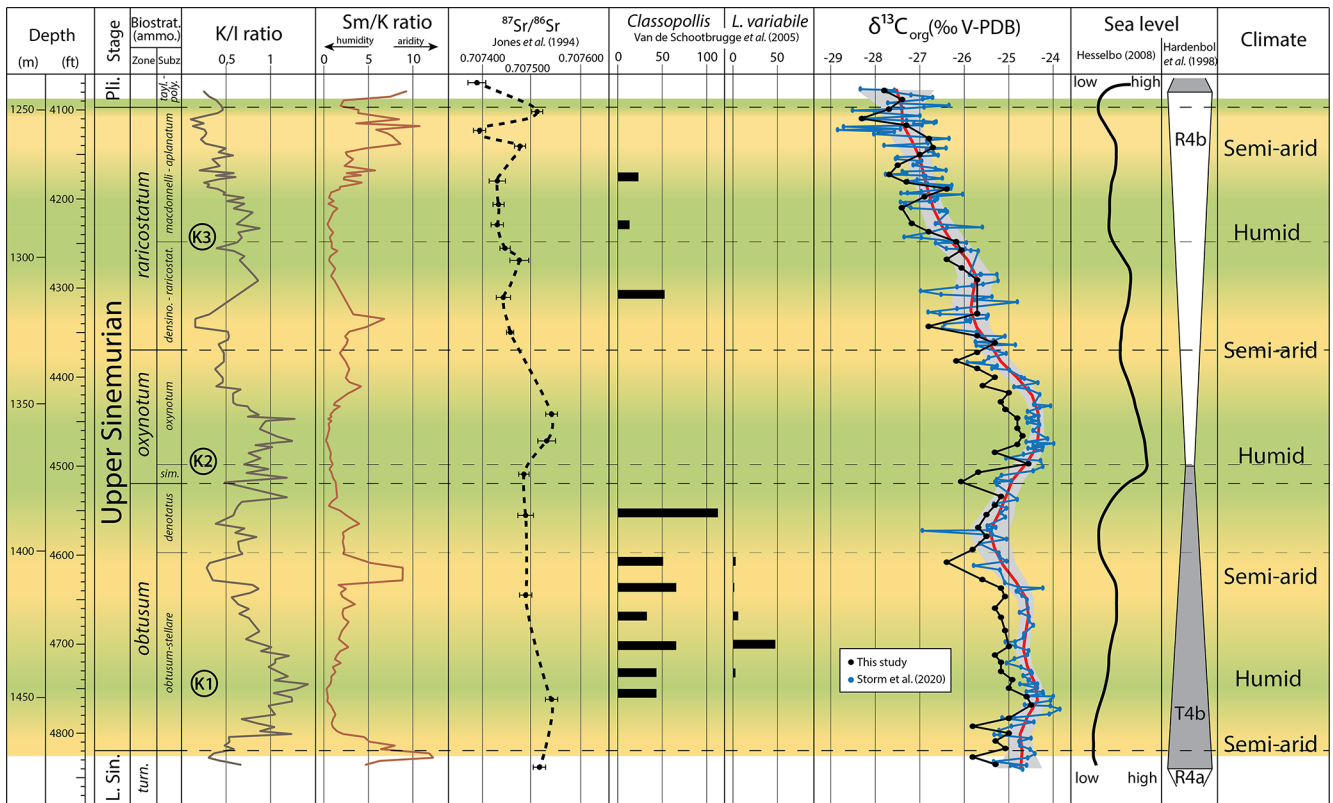 Depth
(m) (ft)
Stage
Biostrat.
(ammo.)
Zone Subz
K/I ratio
0,5 1
Sm/K ratio
humidity aridity
0 5 10
87Sr/86Sr
Jones et al. (1994)
0.707400 0.707500 0.707600
Classopollis L. variabile
Van de Schootbrugge et al. (2005)
0 50 100 0 50
δ13Corg(‰ V-PDB)
-29 -28 -27 -26 -25 -24
Sea level
Hesselbo (2008)
Hardenbol
et al. (1998)
Climate
low high
Pli.
tayl. -
poly.
1250 4100
R4b
Semi-arid
macdonnelli - aplanatum
4200
raricostatum
K3
Humid
1300
4300
densino. - raricostat.
Semi-arid
Upper Sinemurian
4400
1350
oxynotum
oxynotum
K2
Humid
4500
sim.
denotatus
1400
4600
Semi-arid
obtusum
obtusum-stellare
4700
This study
Storm et al. (2020)
K1
Humid
1450
T4b
4800
Semi-arid
L. Sin.
turn.
low high
R4a